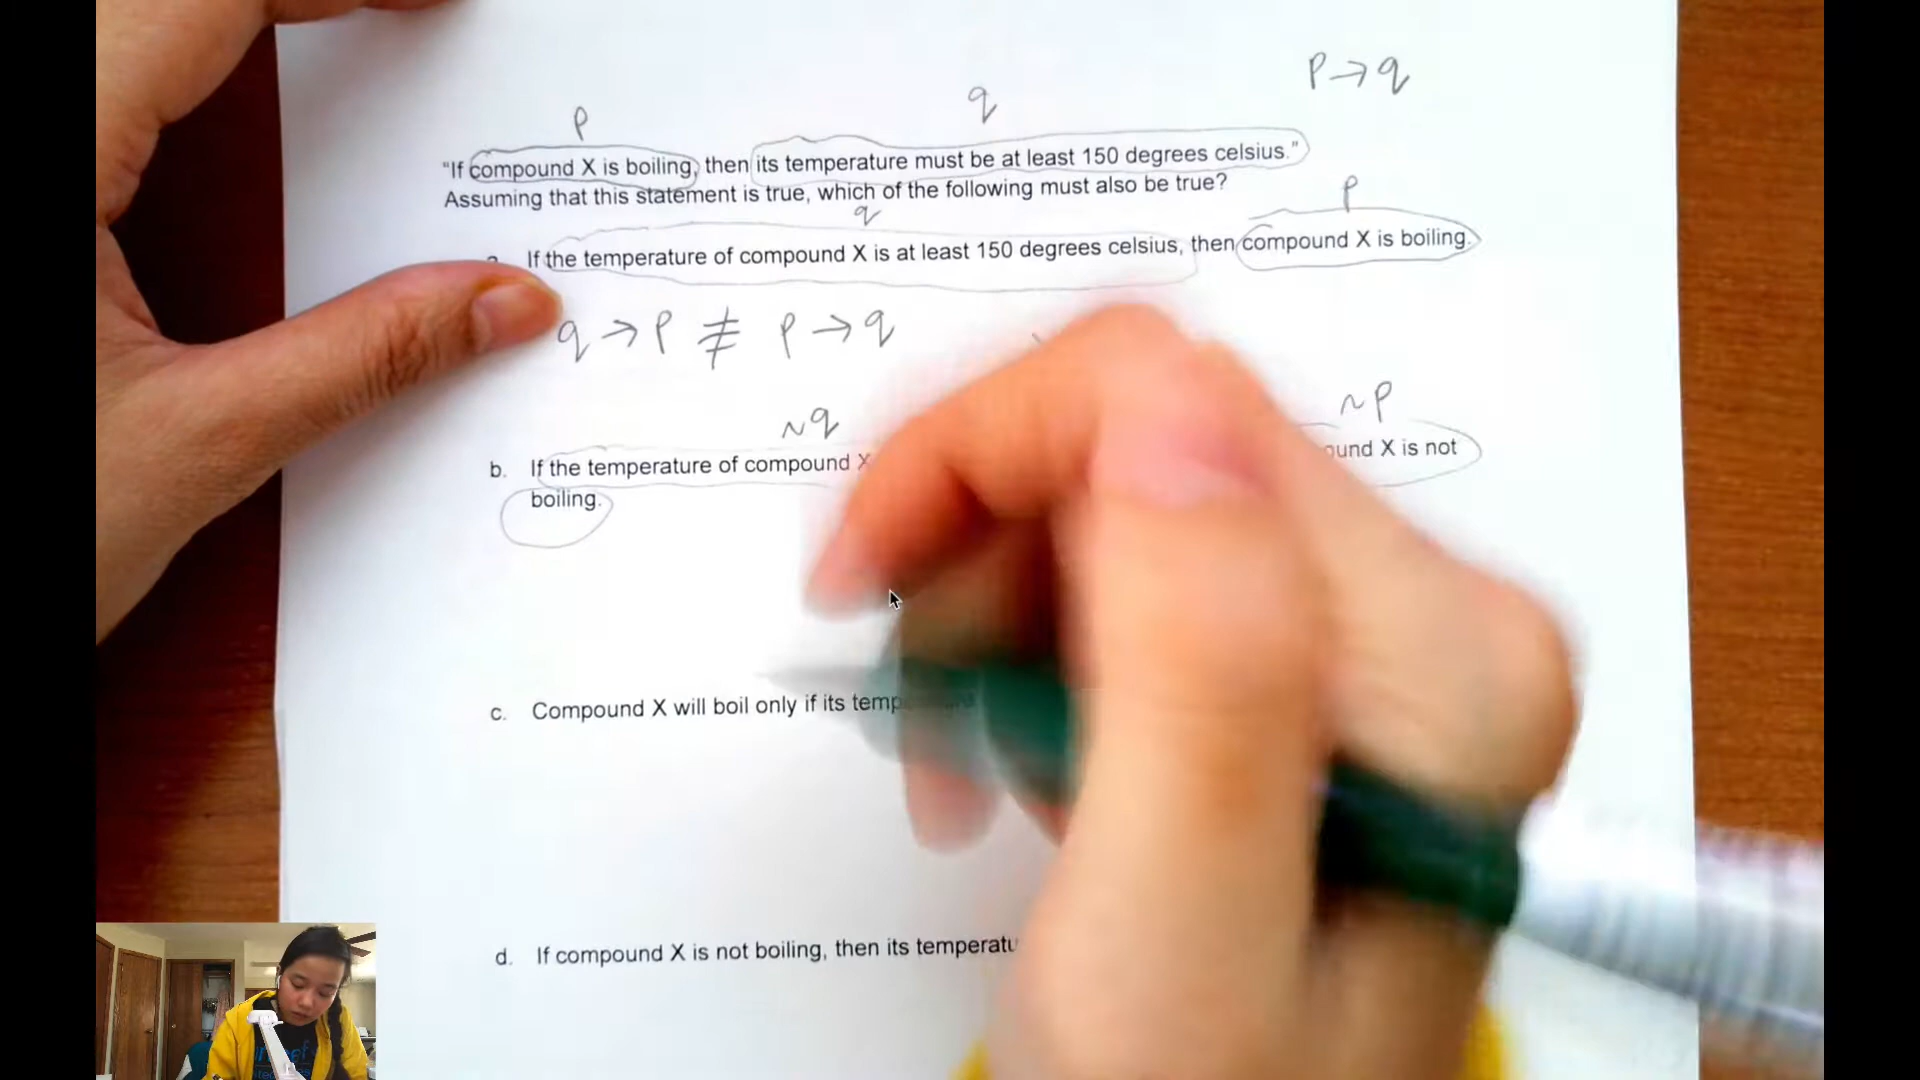 p → q
p q
"If compound X is boiling, then its temperature must be at least 150 degrees celsius."
Assuming that this statement is true, which of the following must also be true?
q p
If the temperature of compound X is at least 150 degrees celsius, then compound X is boiling.
q → p ≢ p → q
~q ~p
b. If the temperature of compound X X is not
boiling.
c. Compound X will boil only if its
d. If compound X is not boiling, then its